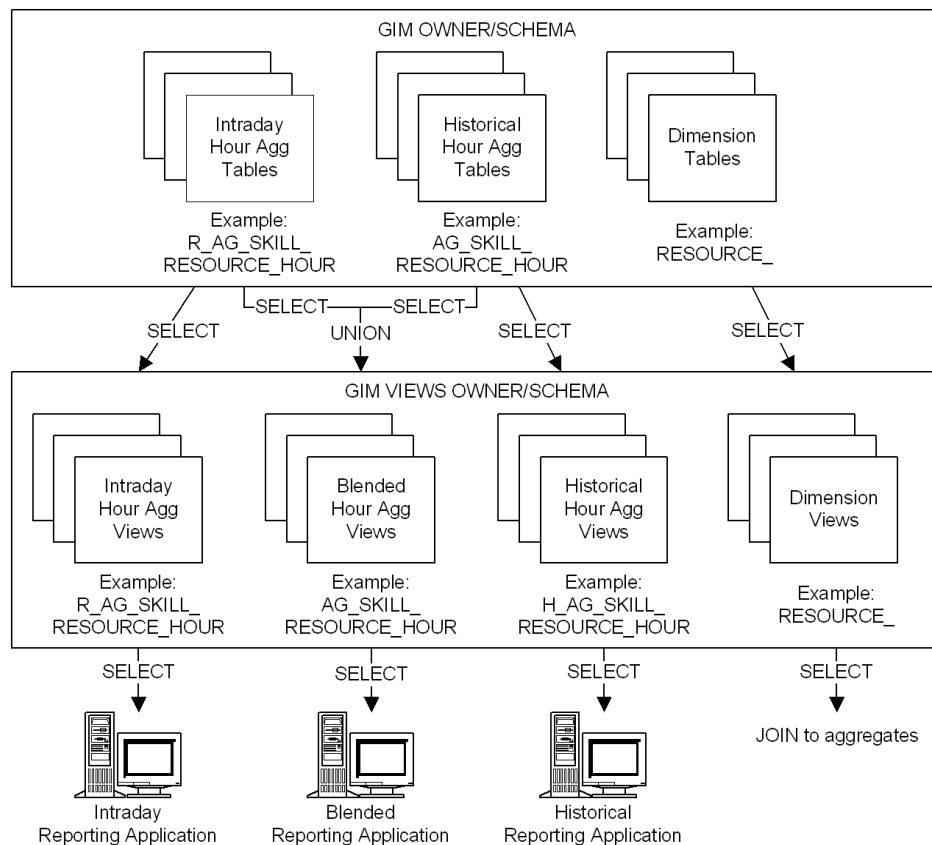 GIM OWNER/SCHEMA
Intraday
Hour Agg
Tables
Historical
Hour Agg
Tables
Dimension
Tables
Example:
R_AG_SKILL_
RESOURCE_HOUR
Example:
AG_SKILL_
RESOURCE_HOUR
Example:
RESOURCE_
SELECT
SELECT
SELECT
UNION
SELECT
SELECT
GIM VIEWS OWNER/SCHEMA
Intraday
Hour Agg
Views
Blended
Hour Agg
Views
Historical
Hour Agg
Views
Dimension
Views
Example:
R_AG_SKILL_
RESOURCE_HOUR
Example:
AG_SKILL_
RESOURCE_HOUR
Example:
H_AG_SKILL_
RESOURCE_HOUR
Example:
RESOURCE_
SELECT
SELECT
SELECT
SELECT
JOIN to aggregates
Intraday
Reporting Application
Blended
Reporting Application
Historical
Reporting Application